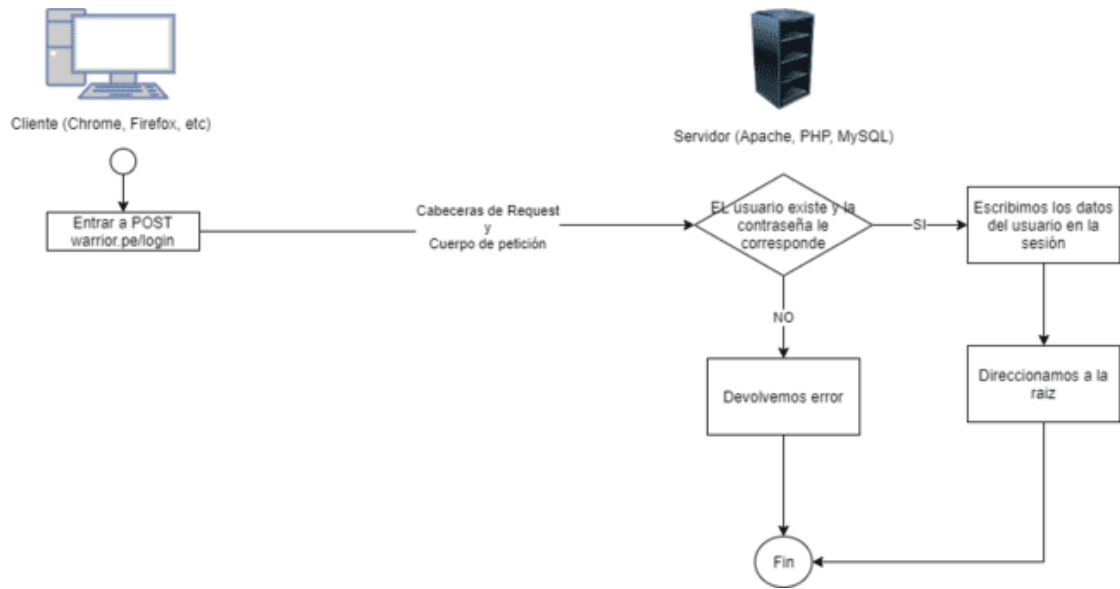 Cliente (Chrome, Firefox, etc)
Servidor (Apache, PHP, MySQL)
Entrar a POST
warrior.pe/login
Cabeceras de Request
y
Cuerpo de petición
EL usuario existe y la
contraseña le
corresponde
SI
Escribimos los datos
del usuario en la
sesión
NO
Devolvemos error
Direccionamos a la
raiz
Fin